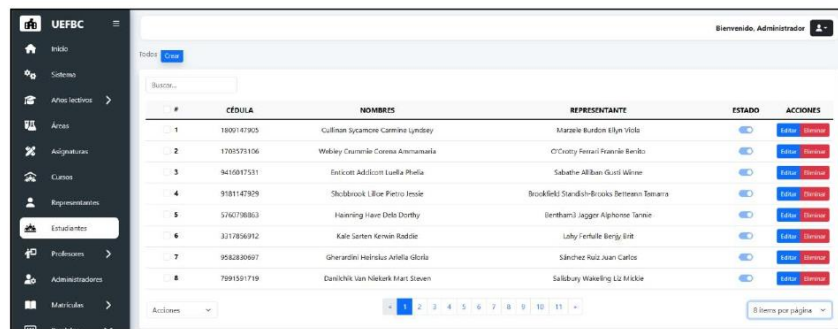 UEFBC
Bienvenido, Administrador
Inicio
Sistema
Años lectivos
Áreas
Asignaturas
Cursos
Representantes
Estudiantes
Profesores
Administradores
Matrículas
Todos Crear
Buscar...
# CÉDULA NOMBRES REPRESENTANTE ESTADO ACCIONES
1 1809147905 Cullinan Sycamore Carmine Lyndsey Marzele Burdon Ellyn Viola Editar Eliminar
2 1703573106 Webley Crummie Corena Ammamaria O'Crotty Ferrari Frannie Benito Editar Eliminar
3 9416817531 Enticott Addicott Luella Phelia Sabathe Alliban Gusti Winne Editar Eliminar
4 9181147929 Shobbrook Lilloe Pietro Jessie Brookfield Standish-Brooks Betteann Tamarra Editar Eliminar
5 5760798863 Hainning Have Dela Dorthy Bentham3 Jagger Alphonse Tannie Editar Eliminar
6 3317856912 Kale Sarten Kerwin Raddie Lahy Ferfulle Benjy Brit Editar Eliminar
7 9582830697 Gherardini Heinsius Ariella Gloria Sánchez Ruiz Juan Carlos Editar Eliminar
8 7991591719 Danilchik Van Niekerk Mart Steven Salisbury Wakeling Liz Mickie Editar Eliminar
Acciones « 1 2 3 4 5 6 7 8 9 10 11 » 8 items por página